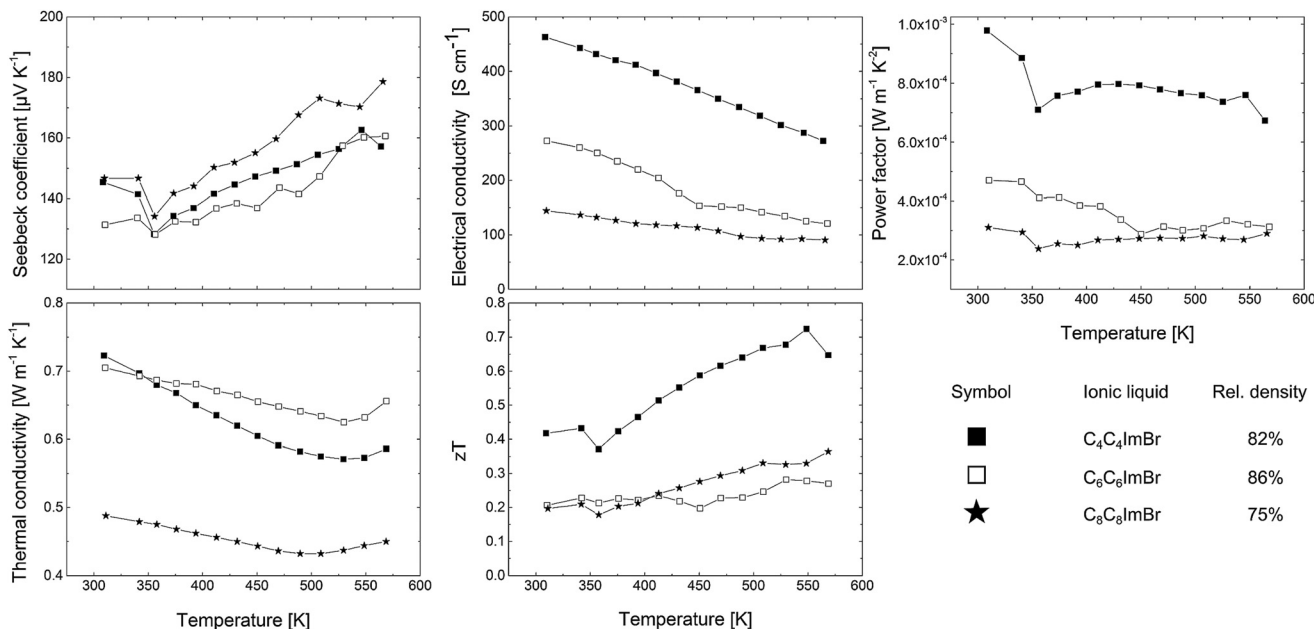 Seebeck coefficient [µV K⁻¹]
200
180
160
140
120
110
Electrical conductivity [S cm⁻¹]
500
400
300
200
100
0
Power factor [W m⁻¹ K⁻²]
1.0x10⁻³
8.0x10⁻⁴
6.0x10⁻⁴
4.0x10⁻⁴
2.0x10⁻⁴
300 350 400 450 500 550 600
Temperature [K]
Thermal conductivity [W m⁻¹ K⁻¹]
0.8
0.7
0.6
0.5
0.4
300 350 400 450 500 550 600
Temperature [K]
zT
0.8
0.7
0.6
0.5
0.4
0.3
0.2
0.1
0.0
300 350 400 450 500 550 600
Temperature [K]
Symbol Ionic liquid Rel. density
C₄C₄ImBr 82%
C₆C₆ImBr 86%
C₈C₈ImBr 75%